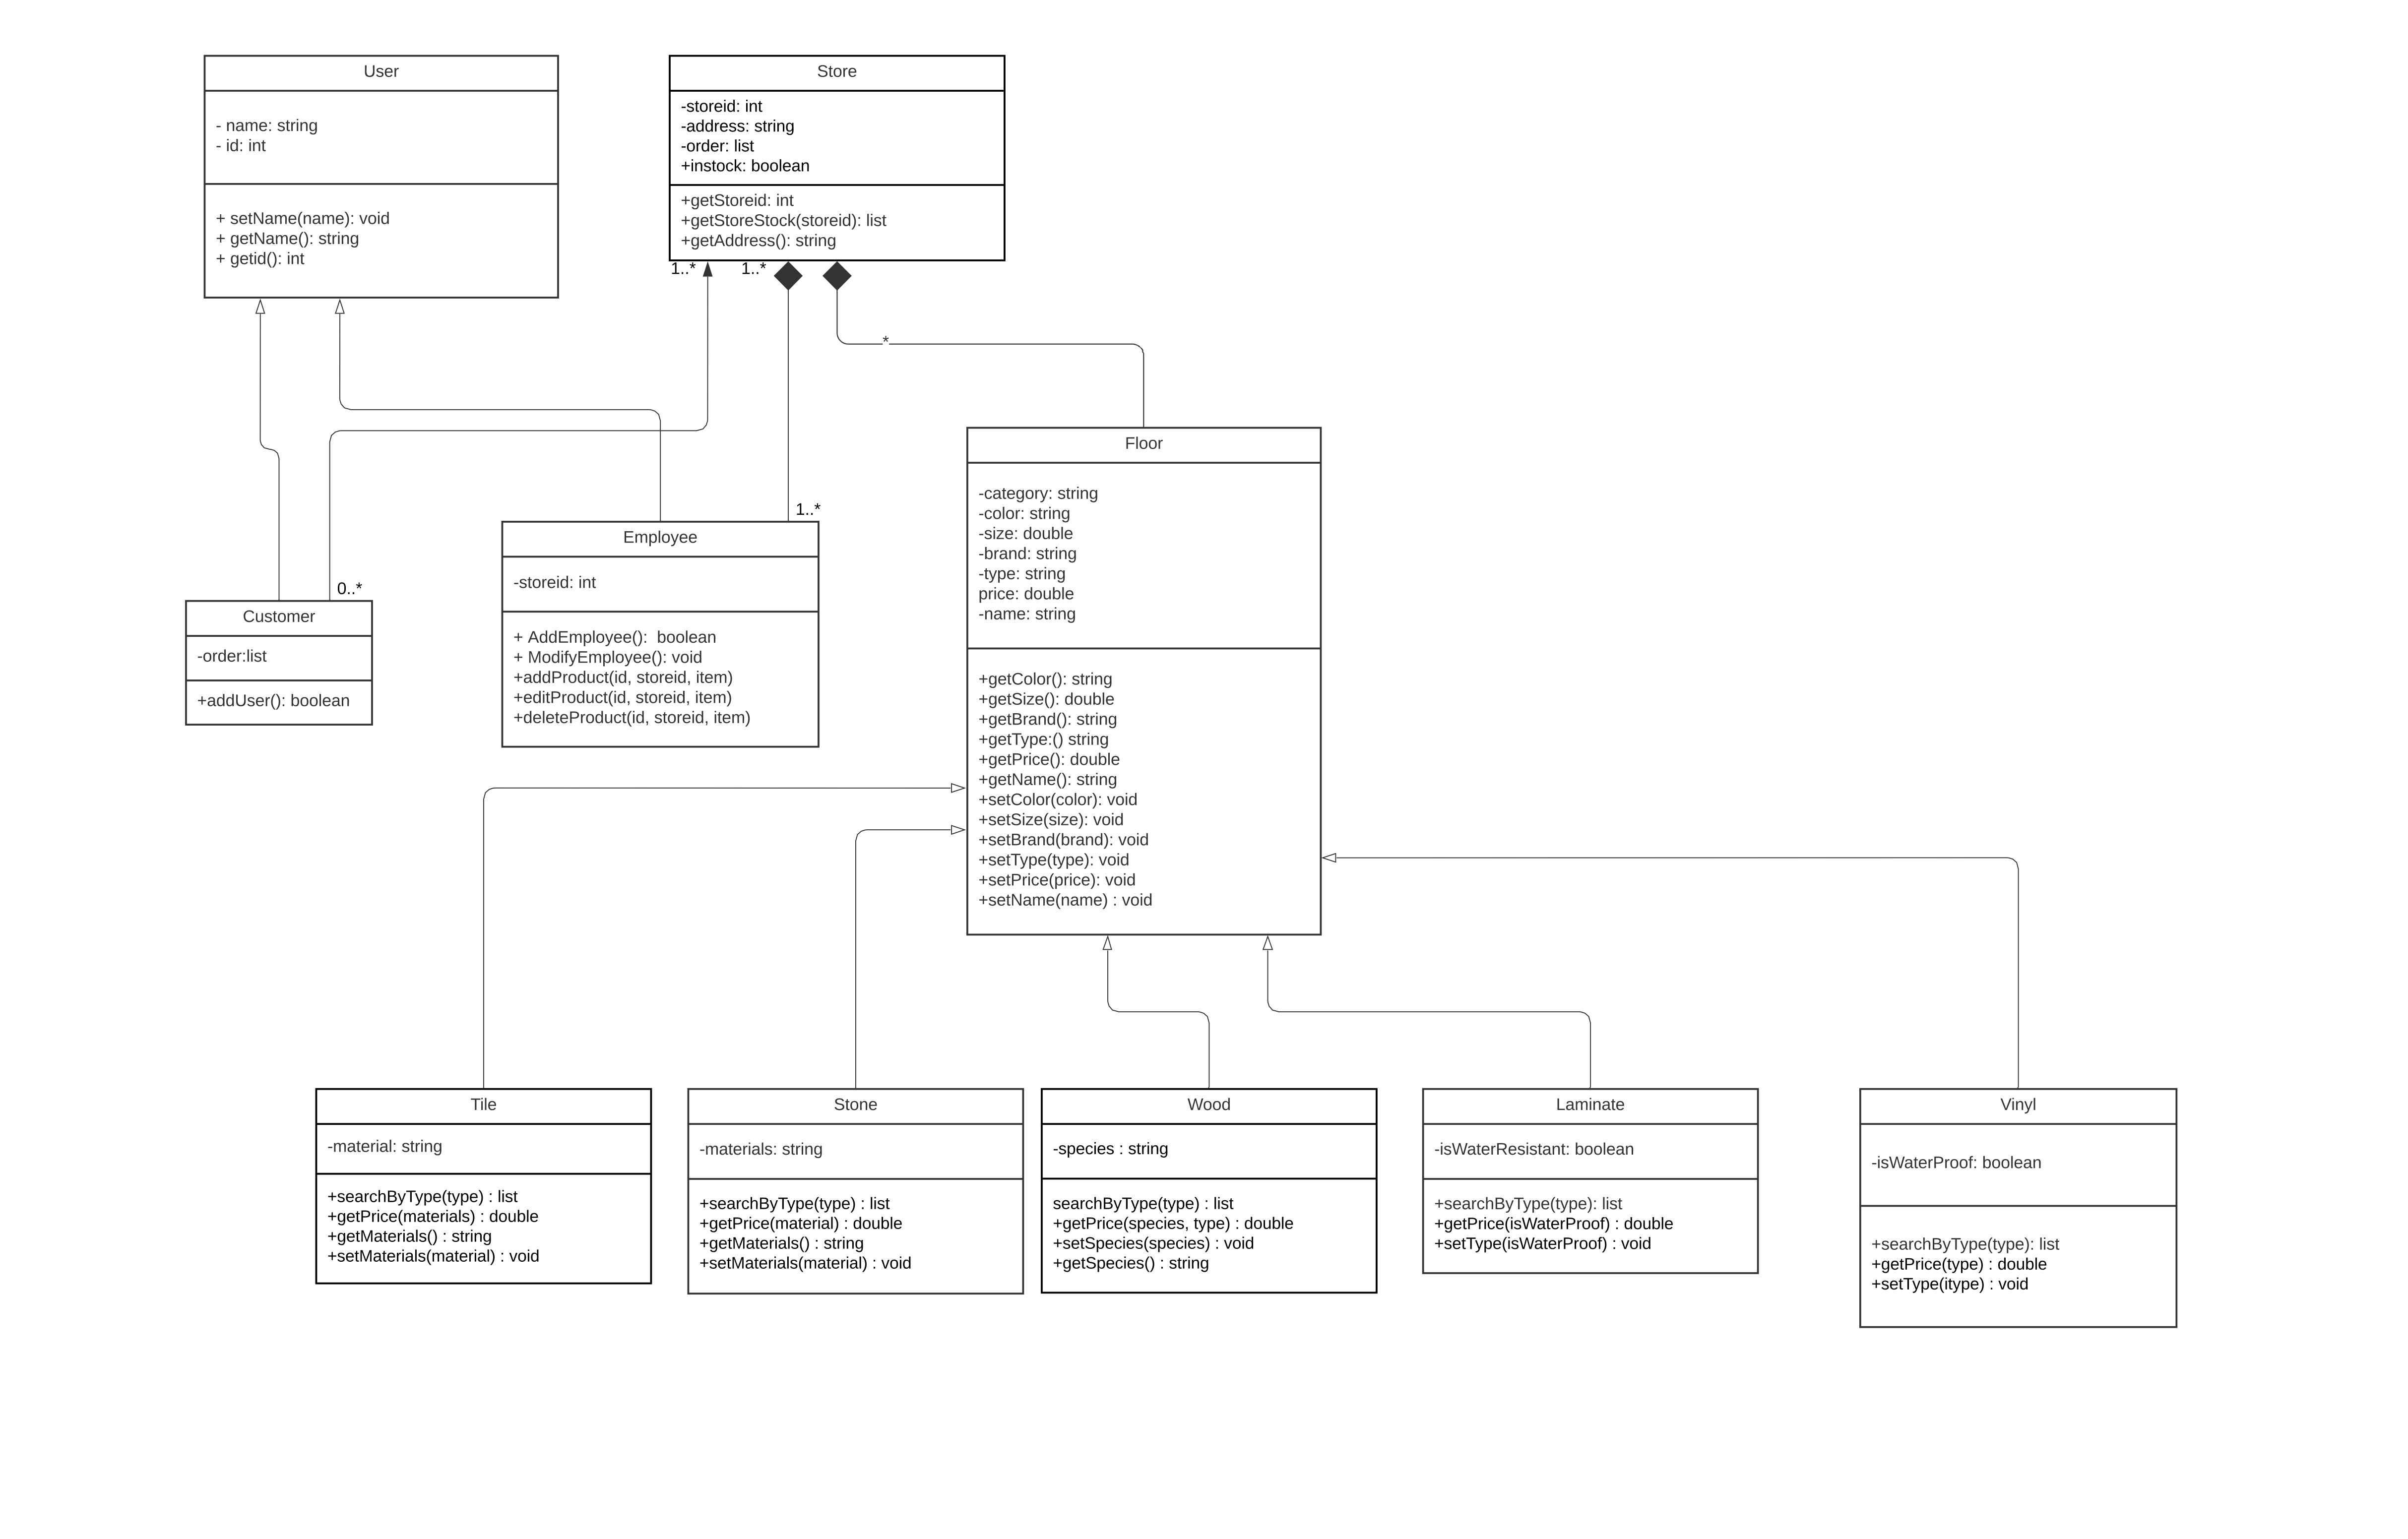 User
- name: string
- id: int
+ setName(name): void
+ getName(): string
+ getid(): int
Store
-storeid: int
-address: string
-order: list
+instock: boolean
+getStoreid: int
+getStoreStock(storeid): list
+getAddress(): string
1..*
1..*
*
1..*
0..*
Customer
-order:list
+addUser(): boolean
Employee
-storeid: int
+ AddEmployee():  boolean
+ ModifyEmployee(): void
+addProduct(id, storeid, item)
+editProduct(id, storeid, item)
+deleteProduct(id, storeid, item)
Floor
-category: string
-color: string
-size: double
-brand: string
-type: string
price: double
-name: string
+getColor(): string
+getSize(): double
+getBrand(): string
+getType:() string
+getPrice(): double
+getName(): string
+setColor(color): void
+setSize(size): void
+setBrand(brand): void
+setType(type): void
+setPrice(price): void
+setName(name) : void
Tile
-material: string
+searchByType(type) : list
+getPrice(materials) : double
+getMaterials() : string
+setMaterials(material) : void
Stone
-materials: string
+searchByType(type) : list
+getPrice(material) : double
+getMaterials() : string
+setMaterials(material) : void
Wood
-species : string
searchByType(type) : list
+getPrice(species, type) : double
+setSpecies(species) : void
+getSpecies() : string
Laminate
-isWaterResistant: boolean
+searchByType(type): list
+getPrice(isWaterProof) : double
+setType(isWaterProof) : void
Vinyl
-isWaterProof: boolean
+searchByType(type): list
+getPrice(type) : double
+setType(itype) : void